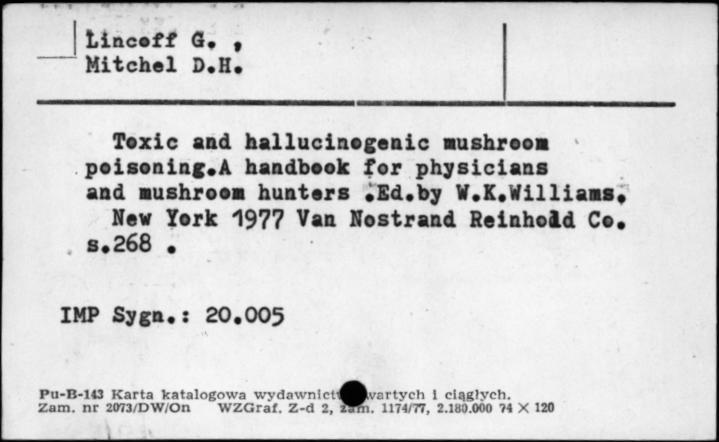 Lincoff G. ,
Mitchel D.H.
Toxic and hallucinogenic mushroom
poisoning.A handbook for physicians
and mushroom hunters .Ed.by W.K.Williams.
New York 1977 Van Nostrand Reinhold Co.
s.268 .
IMP Sygn.: 20.005
Pu-B-143 Karta katalogowa wydawnict wartych i ciągłych.
Zam. nr 2073/DW/On WZGraf. Z-d 2, zam. 1174/77, 2.180.000 74 × 120